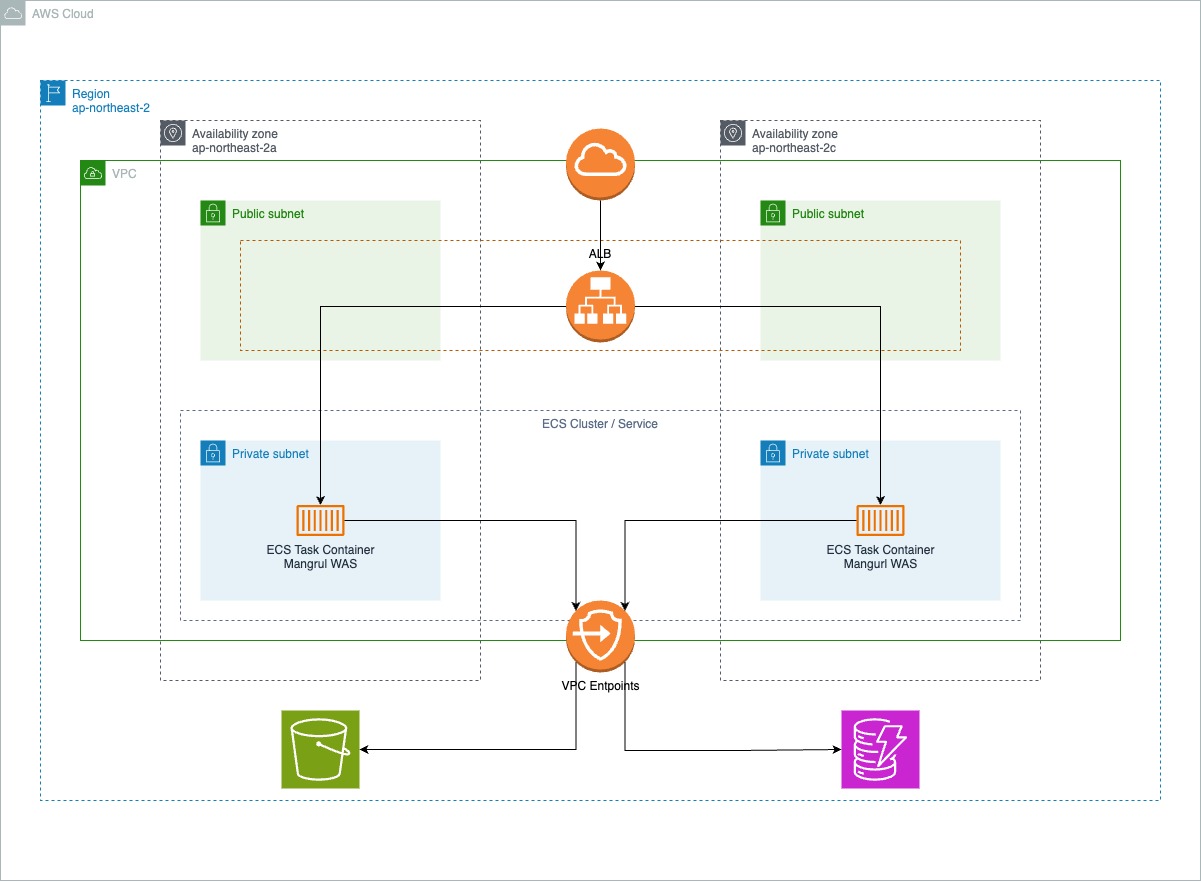 AWS Cloud
Region
ap-northeast-2
Availability zone
ap-northeast-2a
Availability zone
ap-northeast-2c
VPC
Public subnet
Public subnet
ALB
ECS Cluster / Service
Private subnet
Private subnet
ECS Task Container
Mangrul WAS
ECS Task Container
Mangurl WAS
VPC Entpoints